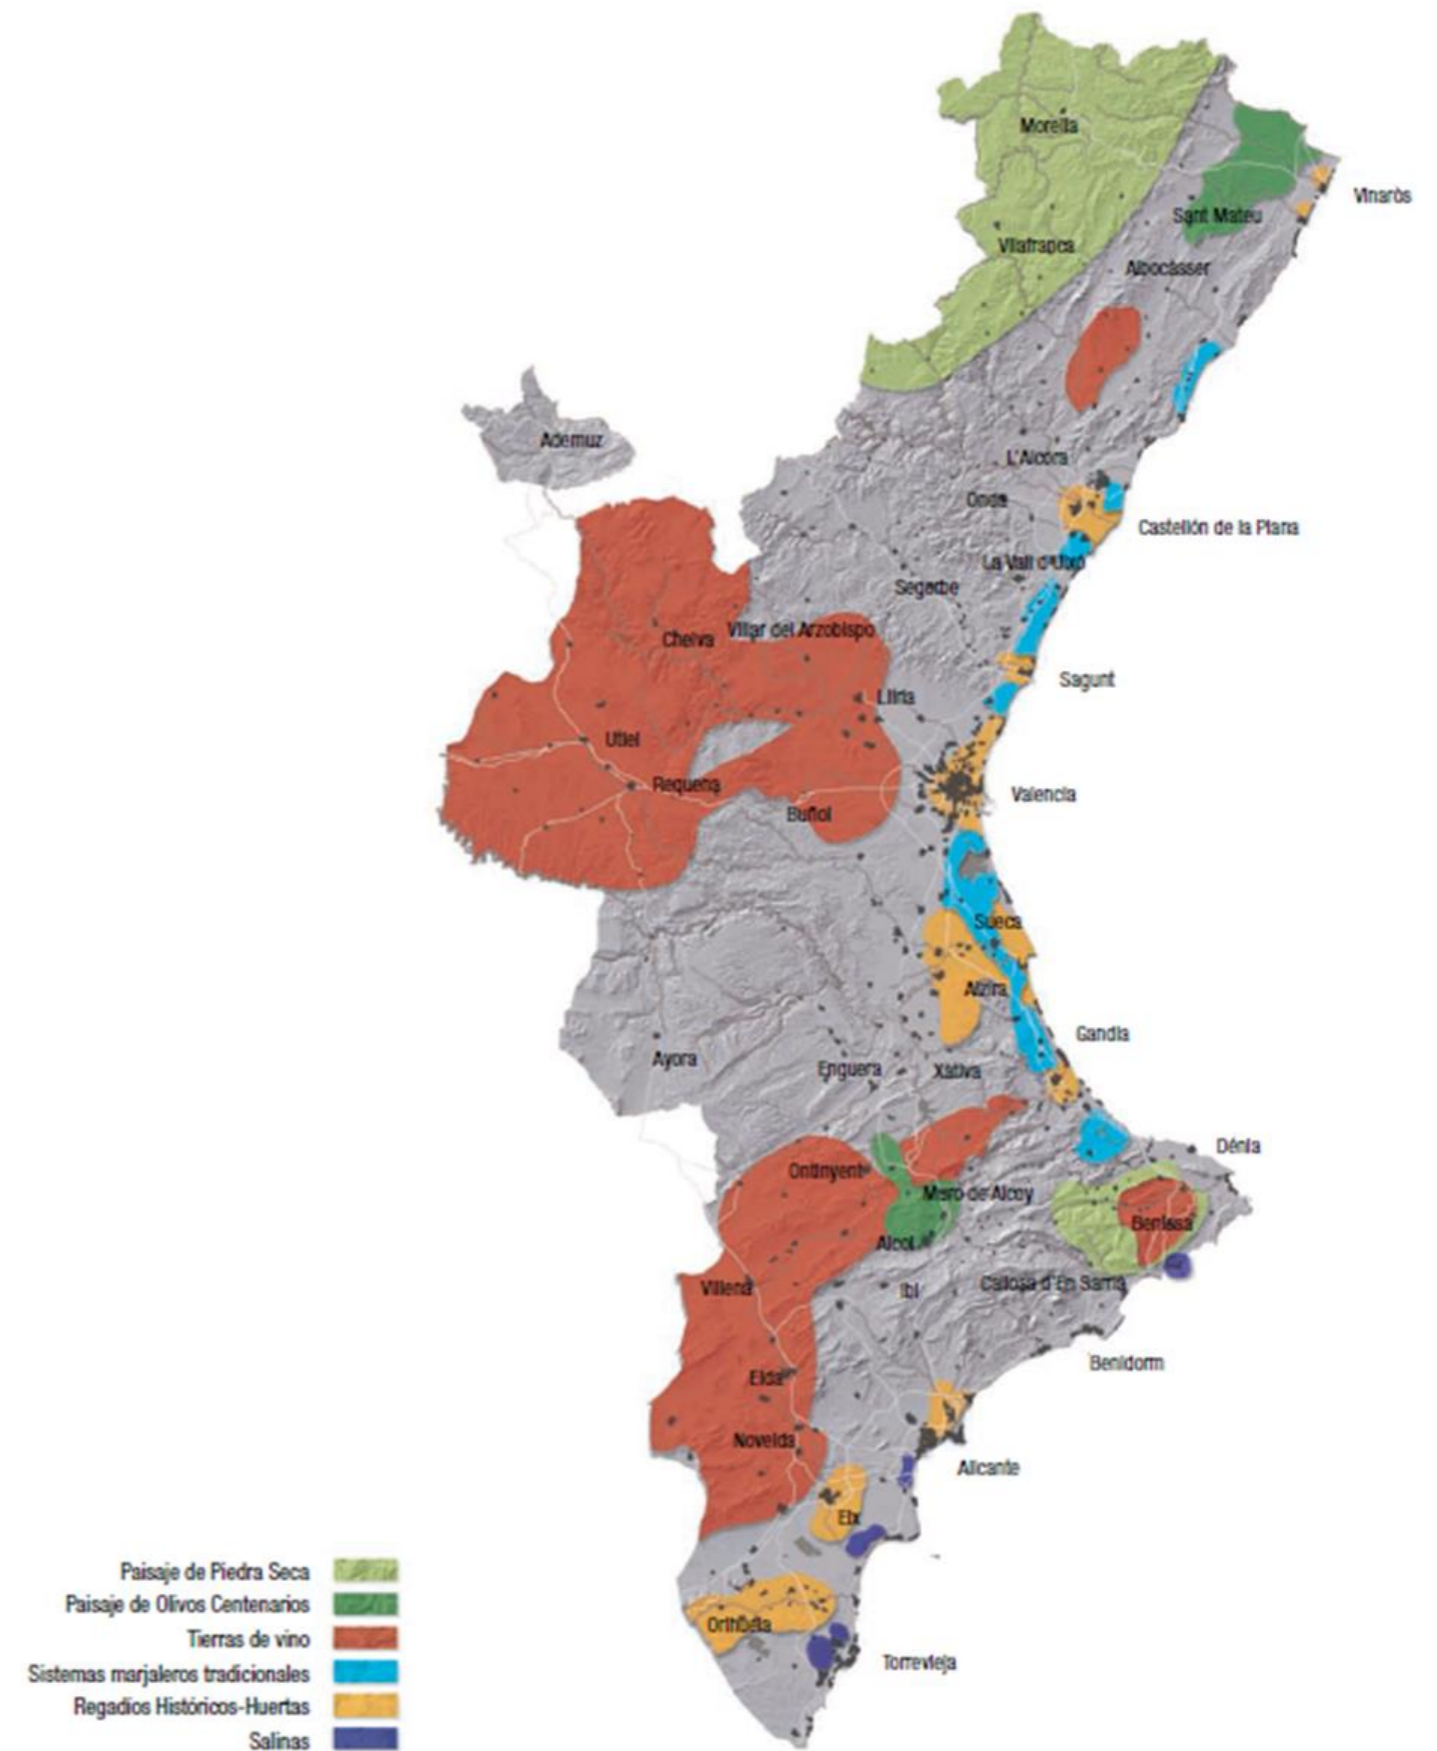 Morella
Vinaròs
Sant Mateu
Vilafranca
Albocàsser
Ademuz
L'Alcora
Onda
Castellón de la Plana
La Vall d'Uixó
Segorbe
Villar del Arzobispo
Chelva
Sagunt
Llíria
Utiel
Requena
Valencia
Buñol
Sueca
Alzira
Gandia
Ayora
Enguera
Xàtiva
Dénia
Ontinyent
Muro de Alcoy
Benissa
Alcoi
Villena
Ibi
Callosa d'En Sarrià
Benidorm
Elda
Novelda
Alicante
Elx
Orihuela
Torrevieja
Paisaje de Piedra Seca
Paisaje de Olivos Centenarios
Tierras de vino
Sistemas marjaleros tradicionales
Regadíos Históricos-Huertas
Salinas